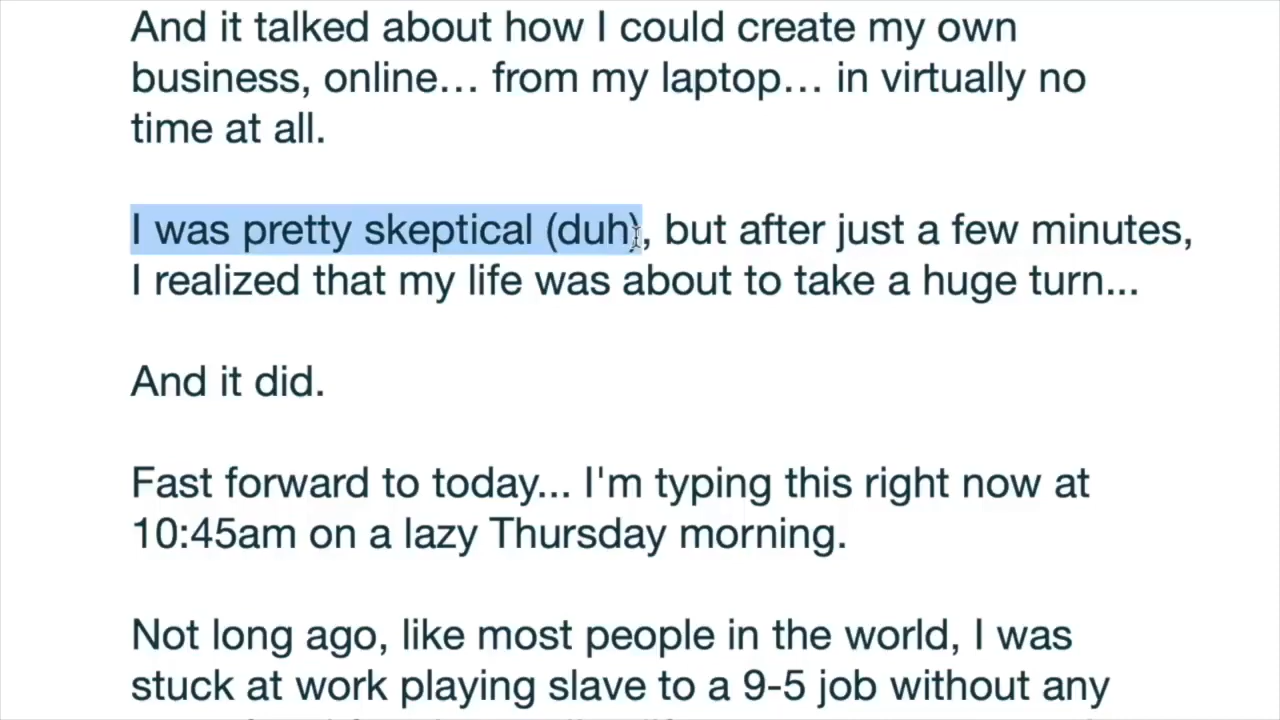 And it talked about how I could create my own
business, online... from my laptop... in virtually no
time at all.
I was pretty skeptical (duh), but after just a few minutes,
I realized that my life was about to take a huge turn...
And it did.
Fast forward to today... I'm typing this right now at
10:45am on a lazy Thursday morning.
Not long ago, like most people in the world, I was
stuck at work playing slave to a 9-5 job without any